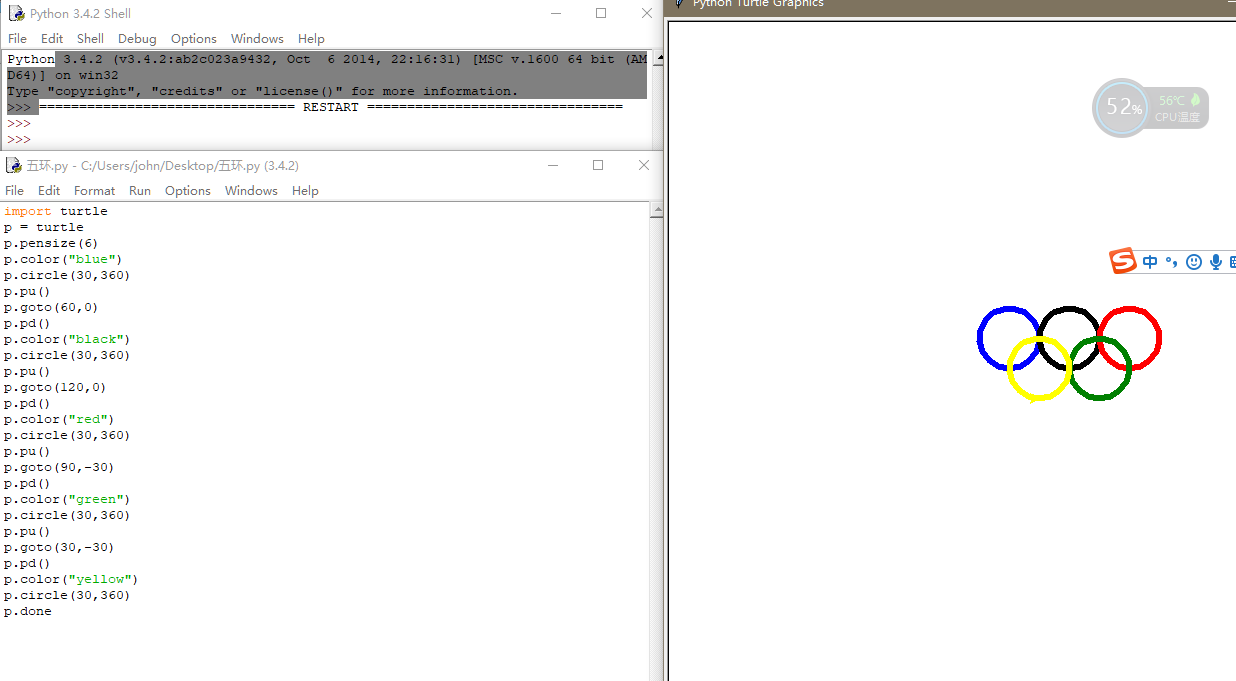 Python 3.4.2 Shell
File Edit Shell Debug Options Windows Help
Python 3.4.2 (v3.4.2:ab2c023a9432, Oct  6 2014, 22:16:31) [MSC v.1600 64 bit (AM
D64)] on win32
Type "copyright", "credits" or "license()" for more information.
>>> ================================ RESTART ================================
>>>
>>>
五环.py - C:/Users/john/Desktop/五环.py (3.4.2)
File Edit Format Run Options Windows Help
import turtle
p = turtle
p.pensize(6)
p.color("blue")
p.circle(30,360)
p.pu()
p.goto(60,0)
p.pd()
p.color("black")
p.circle(30,360)
p.pu()
p.goto(120,0)
p.pd()
p.color("red")
p.circle(30,360)
p.pu()
p.goto(90,-30)
p.pd()
p.color("green")
p.circle(30,360)
p.pu()
p.goto(30,-30)
p.pd()
p.color("yellow")
p.circle(30,360)
p.done
Python Turtle Graphics
52%
56℃
CPU温度
S 中